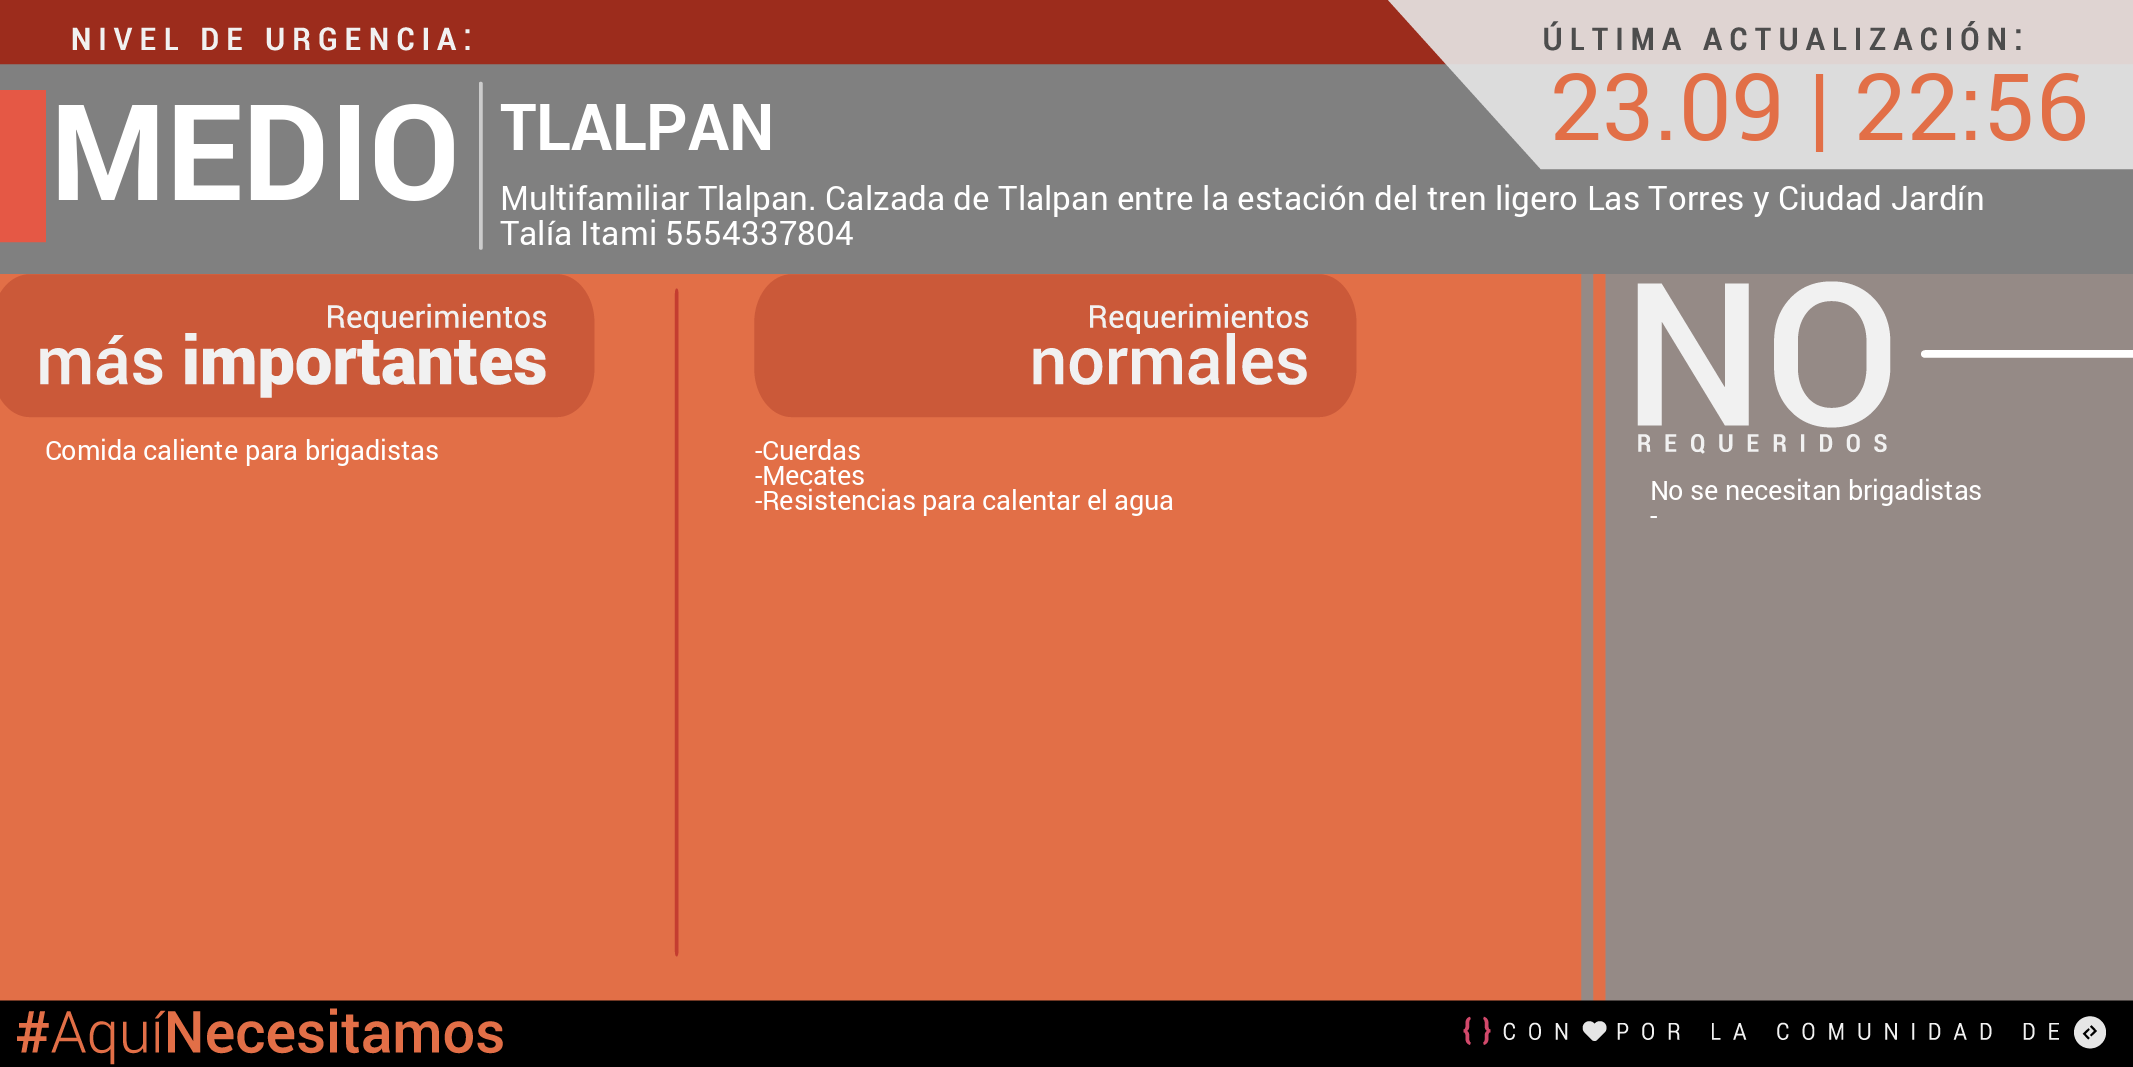 NIVEL DE URGENCIA:
ÚLTIMA ACTUALIZACIÓN:
23.09 | 22:56
MEDIO
TLALPAN
Multifamiliar Tlalpan. Calzada de Tlalpan entre la estación del tren ligero Las Torres y Ciudad Jardín
Talía Itami 5554337804
Requerimientos
más importantes
Comida caliente para brigadistas
Requerimientos
normales
-Cuerdas
-Mecates
-Resistencias para calentar el agua
NO
REQUERIDOS
No se necesitan brigadistas
-
#AquíNecesitamos
{ } CON ♥ POR LA COMUNIDAD DE